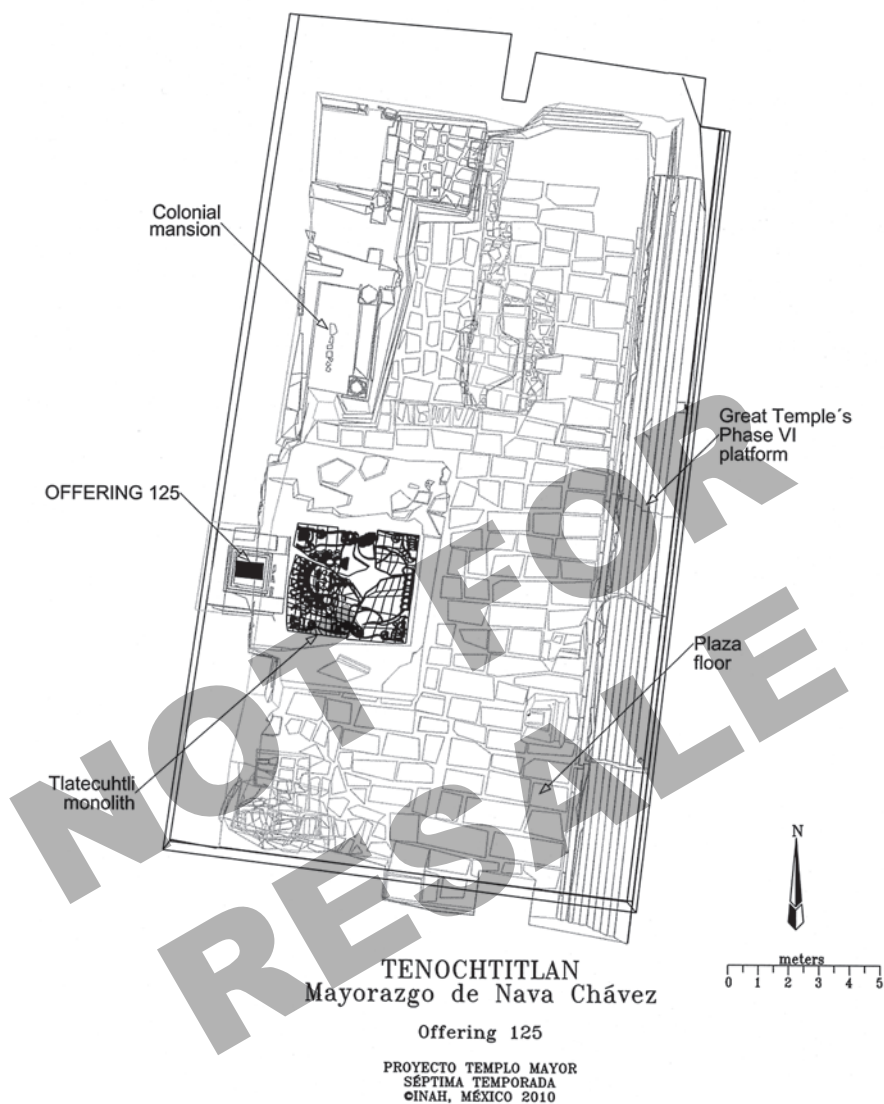 Colonial
mansion
Great Temple´s
Phase VI
platform
OFFERING 125
Plaza
floor
Tlatecuhtli
monolith
NOT FOR
RESALE
N
meters
0 1 2 3 4 5
TENOCHTITLAN
Mayorazgo de Nava Chávez
Offering 125
PROYECTO TEMPLO MAYOR
SÉPTIMA TEMPORADA
©INAH, MÉXICO 2010